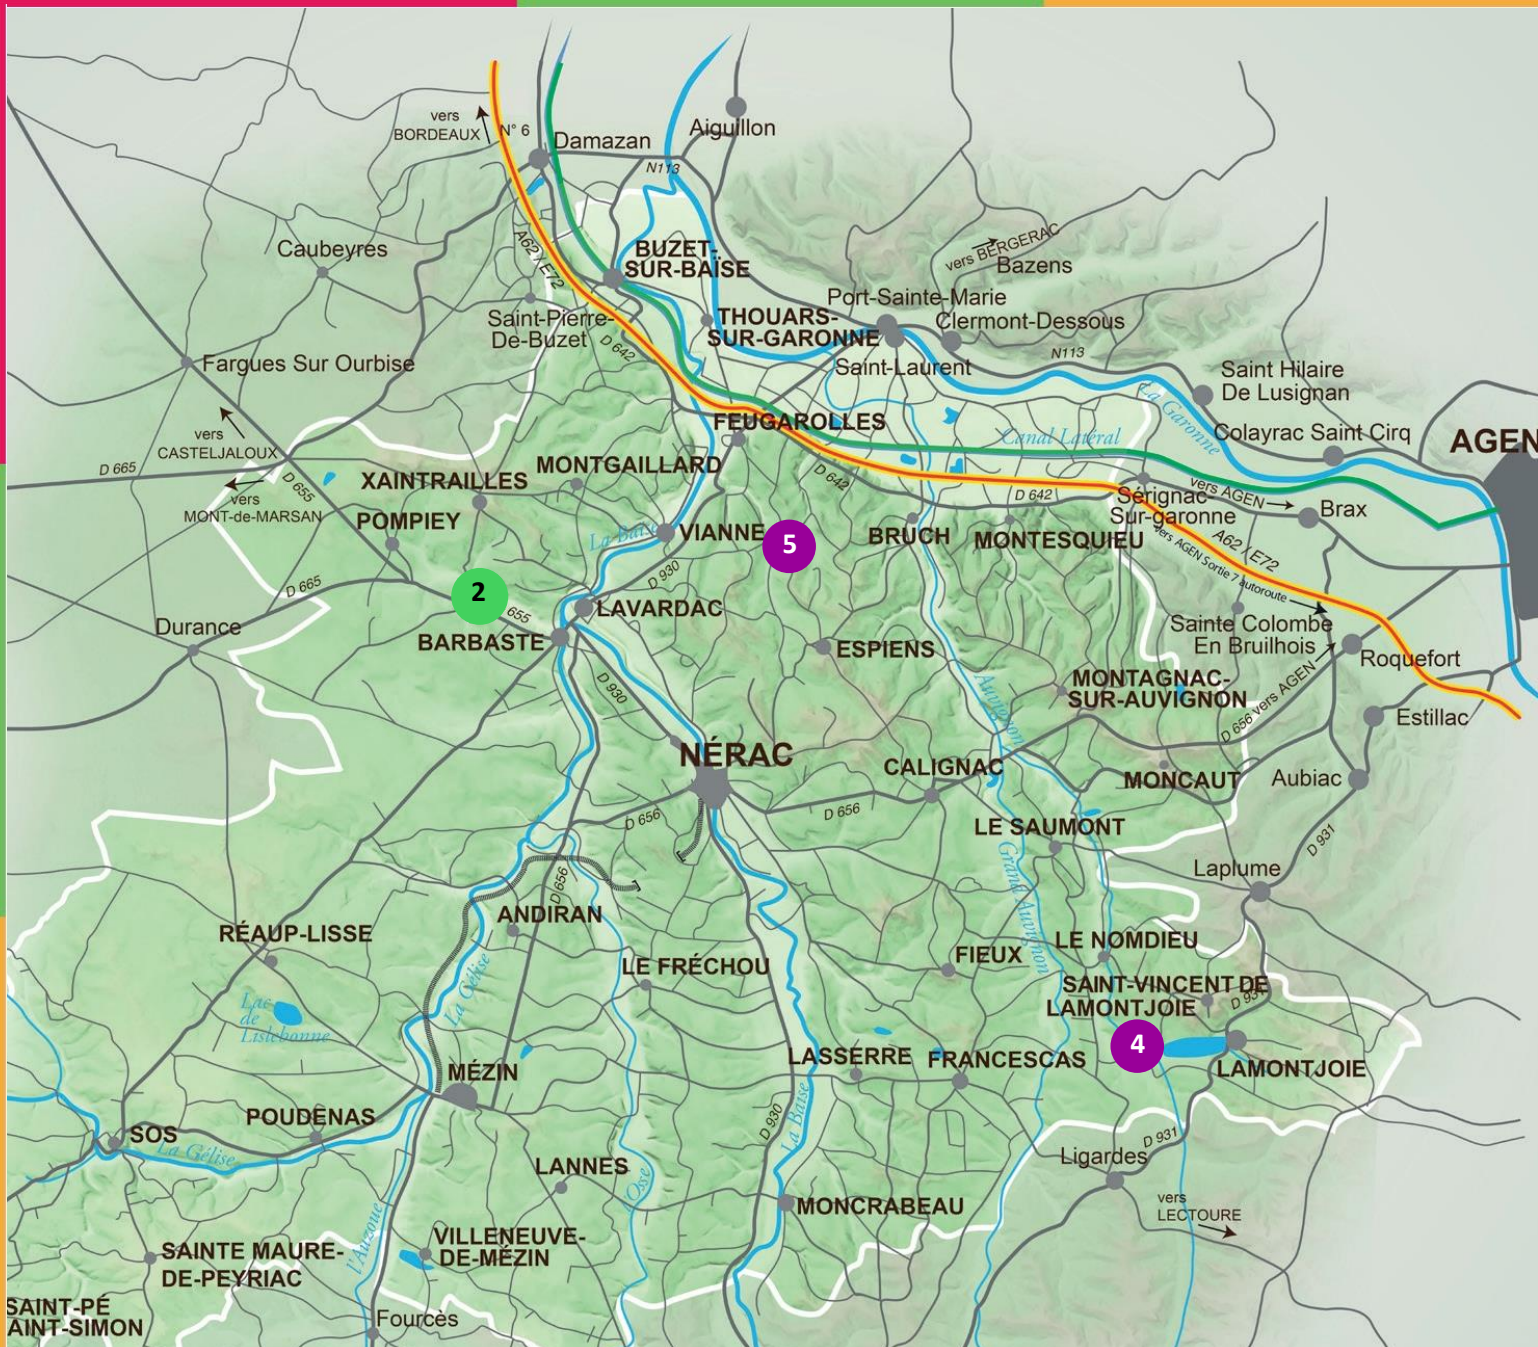 vers
BORDEAUX
N° 6
Damazan
Aiguillon
N113
Caubeyres
A62 / E72
BUZET-
SUR-BAÏSE
vers BERGERAC
Bazens
Saint-Pierre-
De-Buzet
D 642
THOUARS-
SUR-GARONNE
Port-Sainte-Marie
Clermont-Dessous
Saint-Laurent
N113
Fargues Sur Ourbise
Saint Hilaire
De Lusignan
La Garonne
vers
CASTELJALOUX
FEUGAROLLES
Canal Latéral
Colayrac Saint Cirq
AGEN
D 665
vers
MONT-de-MARSAN
D 655
XAINTRAILLES
MONTGAILLARD
D 642
D 642
Sérignac-
Sur-garonne
vers AGEN
Brax
POMPIEY
La Baïse
VIANNE
5
BRUCH
MONTESQUIEU
A62 / E72
vers AGEN Sortie 7 autoroute
D 665
2
655
D 930
LAVARDAC
Durance
BARBASTE
ESPIENS
Sainte Colombe
En Bruilhois
Roquefort
D 930
Auvignon
MONTAGNAC-
SUR-AUVIGNON
D 656 vers AGEN
Estillac
NÉRAC
CALIGNAC
MONCAUT
Aubiac
D 656
D 656
LE SAUMONT
D 931
Grand Auvignon
Laplume
D 656
ANDIRAN
RÉAUP-LISSE
La Gélise
LE FRÉCHOU
FIEUX
LE NOMDIEU
SAINT-VINCENT DE
LAMONTJOIE
D 931
Lac
de
Lislebonne
4
LASSERRE
FRANCESCAS
LAMONTJOIE
MÉZIN
POUDENAS
SOS
La Gélise
D 930
La Baïse
D 931
Ligardes
LANNES
l'Osse
MONCRABEAU
vers
LECTOURE
l'Auzoue
VILLENEUVE-
DE-MÉZIN
SAINTE MAURE-
DE-PEYRIAC
SAINT-PÉ
AINT-SIMON
Fourcès